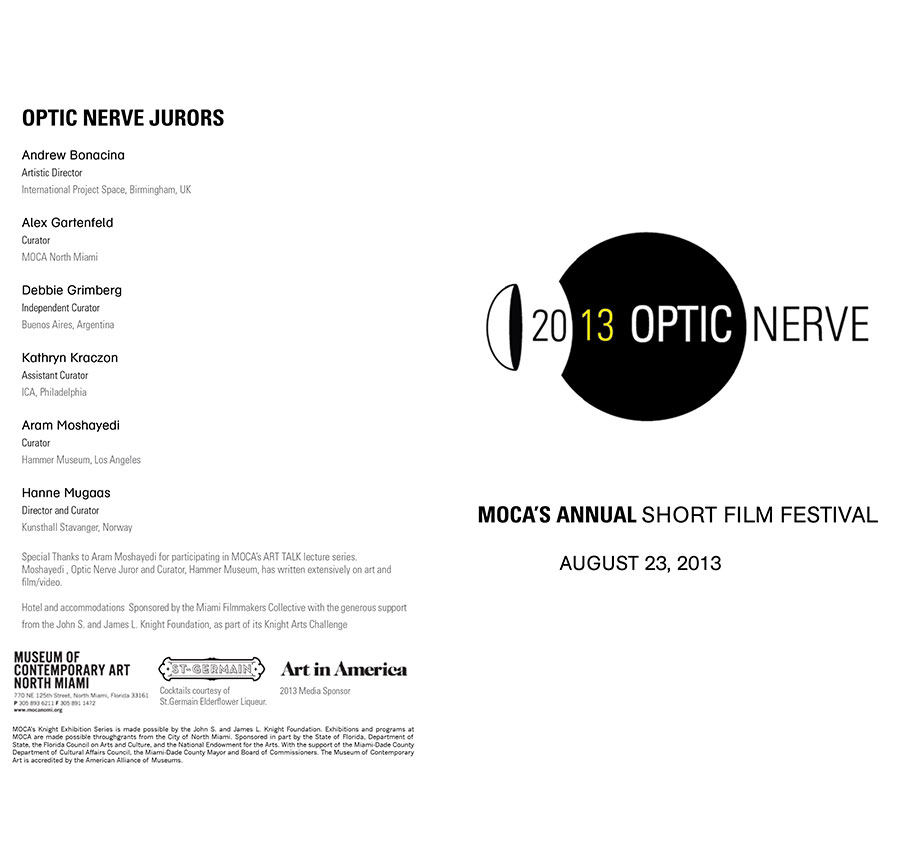 OPTIC NERVE JURORS
Andrew Bonacina
Artistic Director
International Project Space, Birmingham, UK
Alex Gartenfeld
Curator
MOCA North Miami
Debbie Grimberg
Independent Curator
Buenos Aires, Argentina
Kathryn Kraczon
Assistant Curator
ICA, Philadelphia
Aram Moshayedi
Curator
Hammer Museum, Los Angeles
Hanne Mugaas
Director and Curator
Kunsthall Stavanger, Norway
Special Thanks to Aram Moshayedi for participating in MOCA's ART TALK lecture series.
Moshayedi , Optic Nerve Juror and Curator, Hammer Museum, has written extensively on art and
film/video.
Hotel and accommodations Sponsored by the Miami Filmmakers Collective with the generous support
from the John S. and James L. Knight Foundation, as part of its Knight Arts Challenge
MUSEUM OF
CONTEMPORARY ART
NORTH MIAMI
770 NE 125th Street, North Miami, Florida 33161
P 305 893 6211 F 305 891 1472
www.mocanomi.org
ST-GERMAIN
Cocktails courtesy of
St.Germain Elderflower Liqueur.
Art in America
2013 Media Sponsor
MOCA's Knight Exhibition Series is made possible by the John S. and James L. Knight Foundation. Exhibitions and programs at
MOCA are made possible throughgrants from the City of North Miami. Sponsored in part by the State of Florida, Department of
State, the Florida Council on Arts and Culture, and the National Endowment for the Arts. With the support of the Miami-Dade County
Department of Cultural Affairs Council, the Miami-Dade County Mayor and Board of Commissioners. The Museum of Contemporary
Art is accredited by the American Alliance of Museums.
2013 OPTIC NERVE
MOCA'S ANNUAL SHORT FILM FESTIVAL
AUGUST 23, 2013